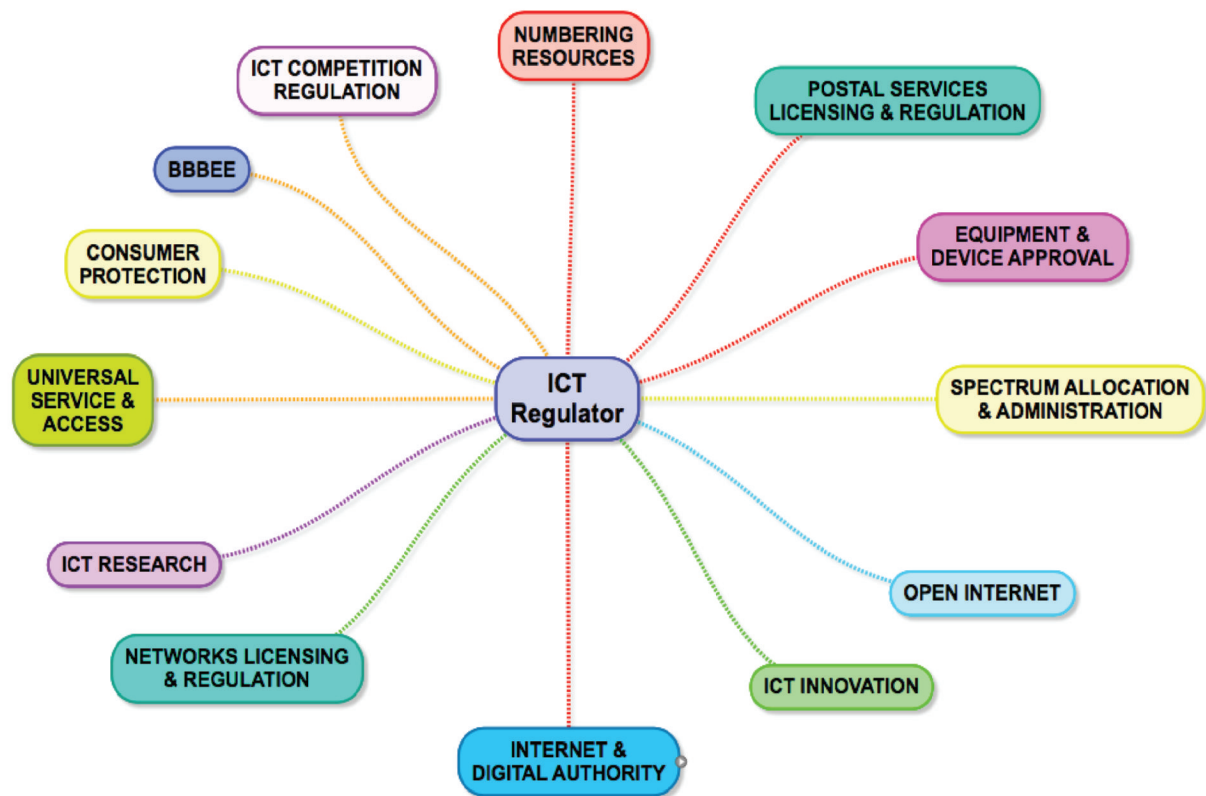 NUMBERING
RESOURCES
ICT COMPETITION
REGULATION
POSTAL SERVICES
LICENSING & REGULATION
BBBEE
EQUIPMENT &
DEVICE APPROVAL
CONSUMER
PROTECTION
UNIVERSAL
SERVICE &
ACCESS
ICT
Regulator
SPECTRUM ALLOCATION
& ADMINISTRATION
ICT RESEARCH
OPEN INTERNET
NETWORKS LICENSING
& REGULATION
ICT INNOVATION
INTERNET &
DIGITAL AUTHORITY